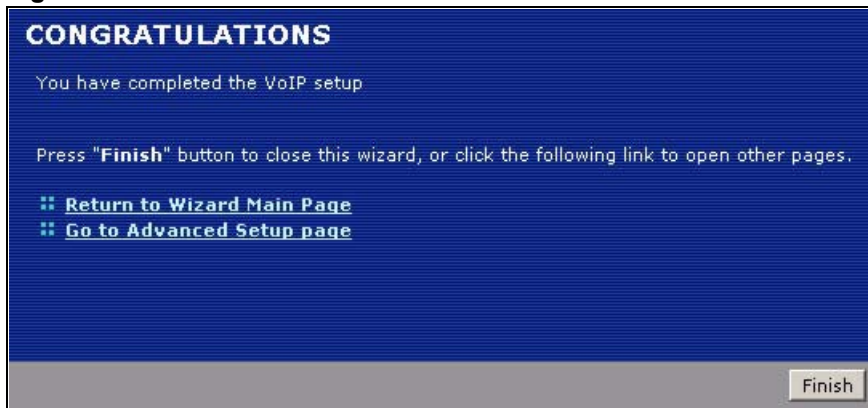 CONGRATULATIONS
You have completed the VoIP setup
Press "Finish" button to close this wizard, or click the following link to open other pages.
Return to Wizard Main Page
Go to Advanced Setup page
Finish